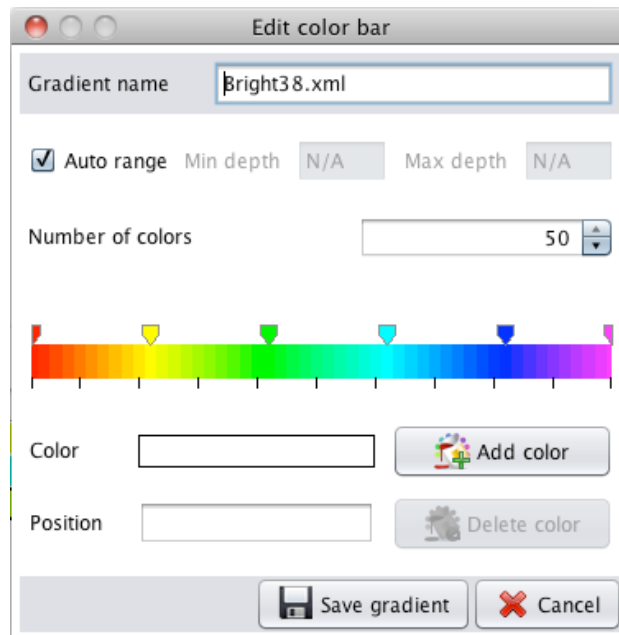 Edit color bar
Gradient name Bright38.xml
Auto range Min depth N/A Max depth N/A
Number of colors 50
Color Add color
Position Delete color
Save gradient Cancel